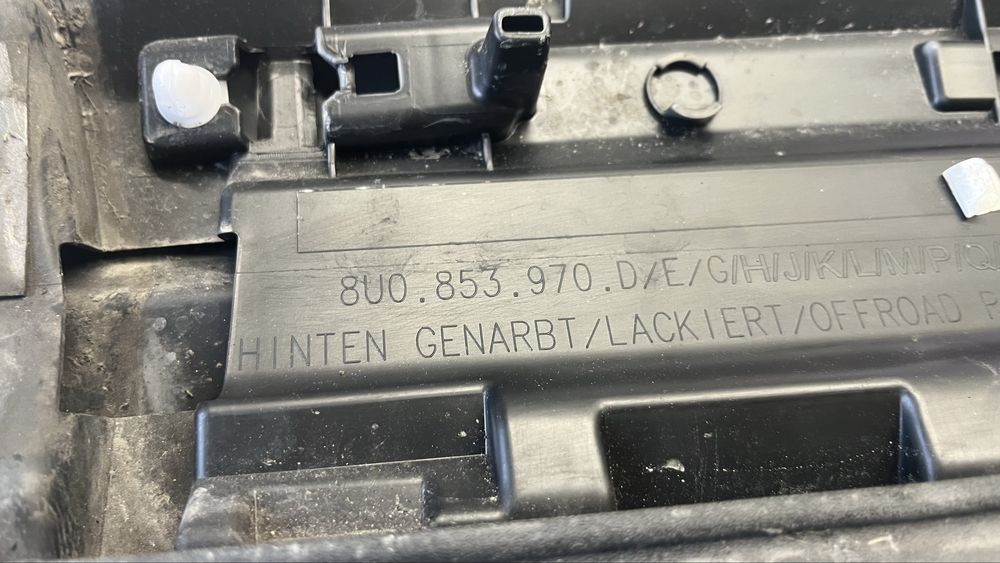 8U0.853.970.D/E/G/H/J/K/L/M/P/Q/
HINTEN GENARBT/LACKIERT/OFFROAD